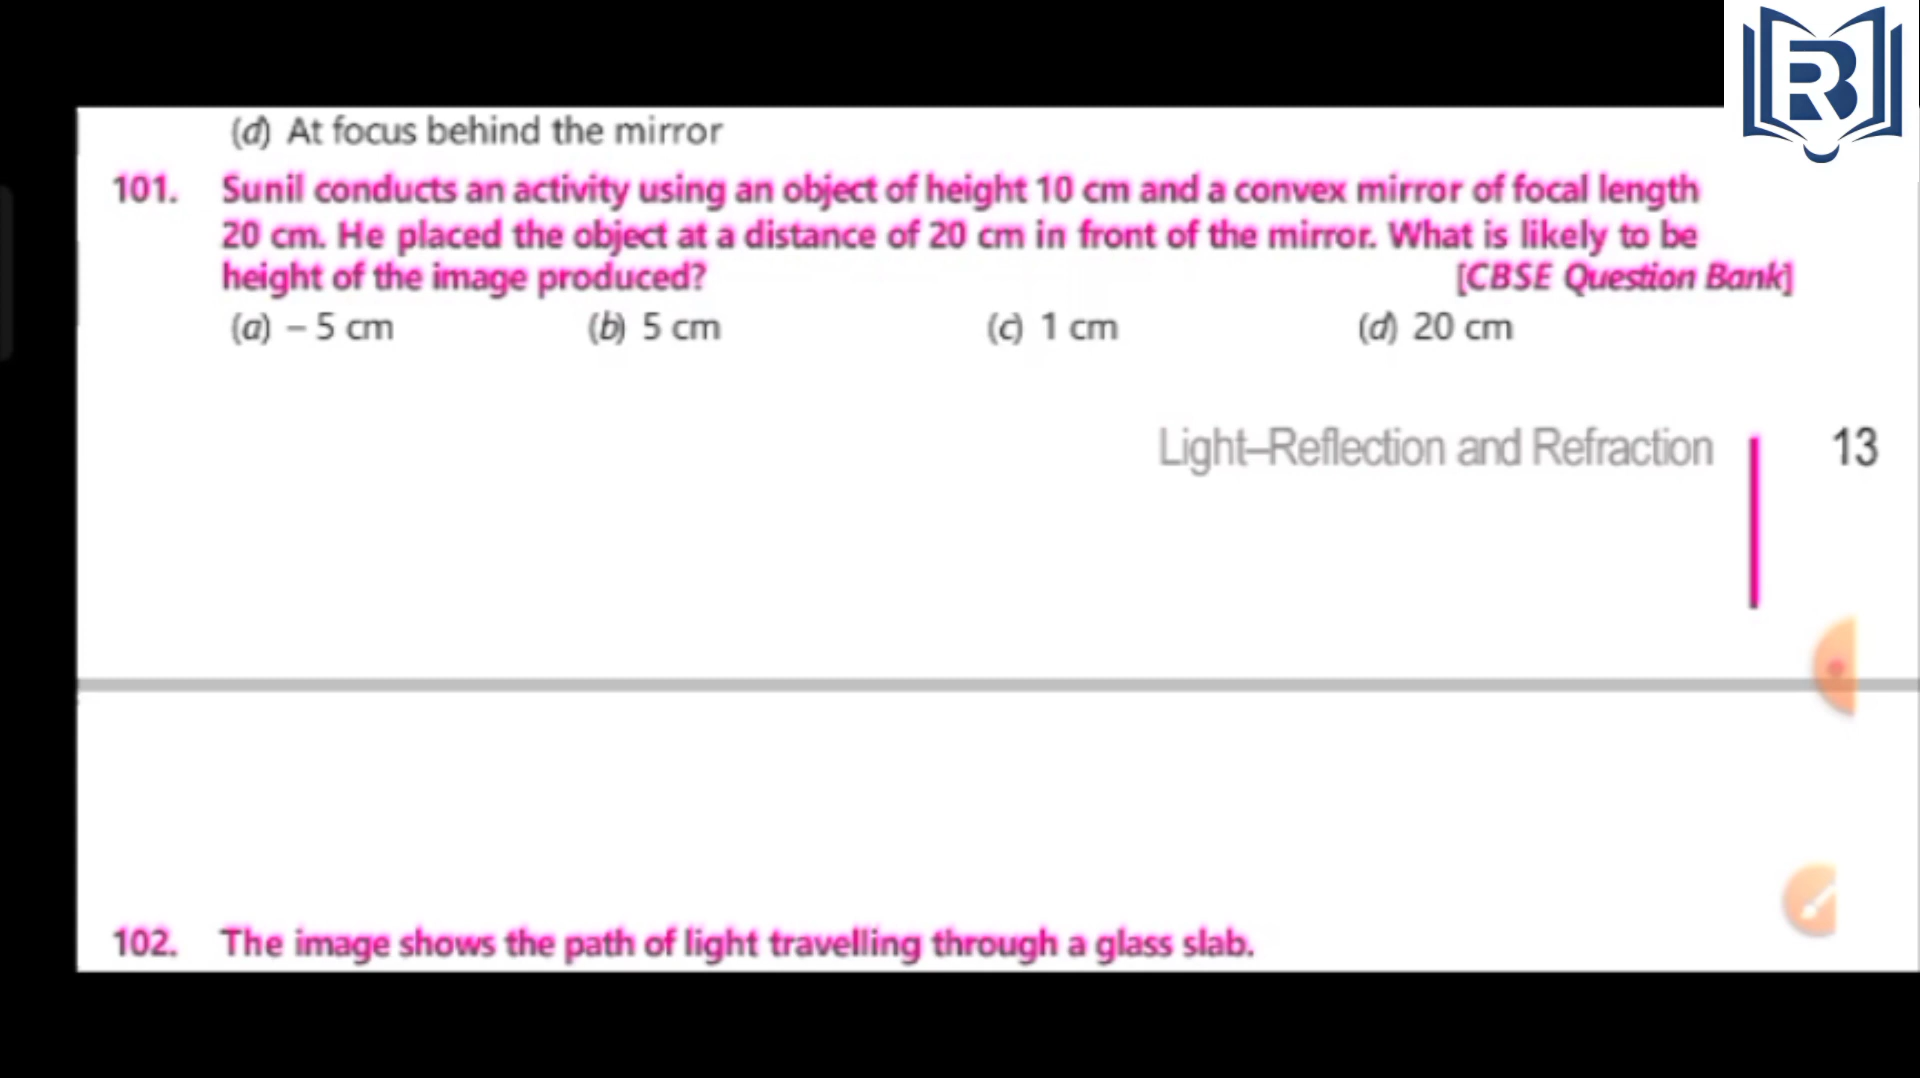 (d) At focus behind the mirror
101. Sunil conducts an activity using an object of height 10 cm and a convex mirror of focal length
20 cm. He placed the object at a distance of 20 cm in front of the mirror. What is likely to be
height of the image produced? [CBSE Question Bank]
(a) – 5 cm (b) 5 cm (c) 1 cm (d) 20 cm
Light–Reflection and Refraction 13
102. The image shows the path of light travelling through a glass slab.